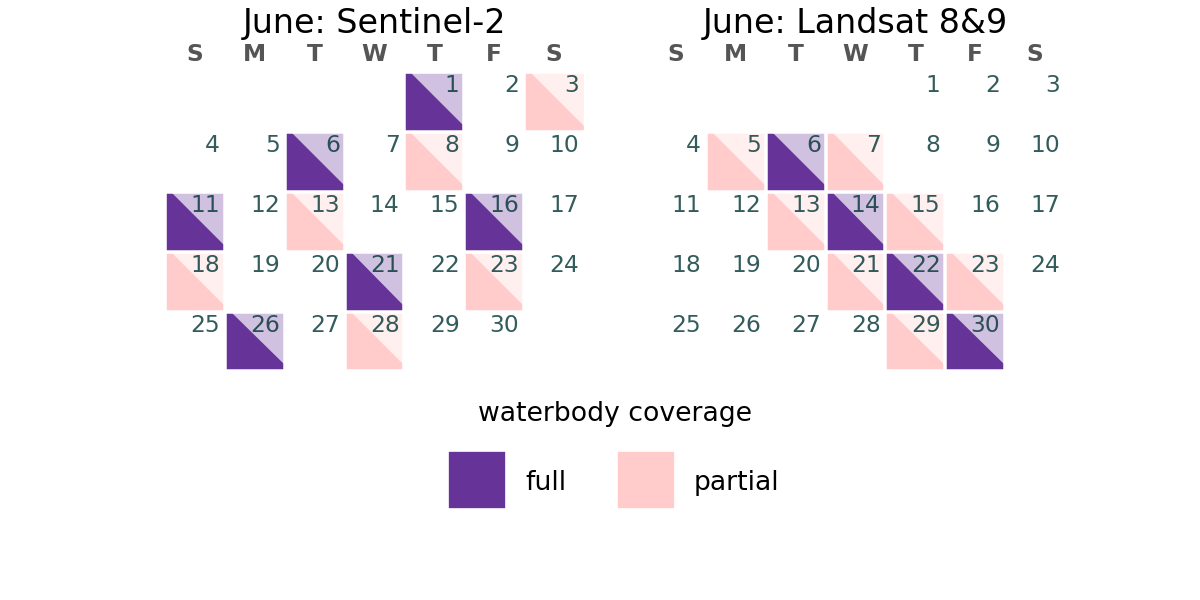 June: Sentinel-2
S M T W T F S
1 2 3
4 5 6 7 8 9 10
11 12 13 14 15 16 17
18 19 20 21 22 23 24
25 26 27 28 29 30
June: Landsat 8&9
S M T W T F S
1 2 3
4 5 6 7 8 9 10
11 12 13 14 15 16 17
18 19 20 21 22 23 24
25 26 27 28 29 30
waterbody coverage
full partial